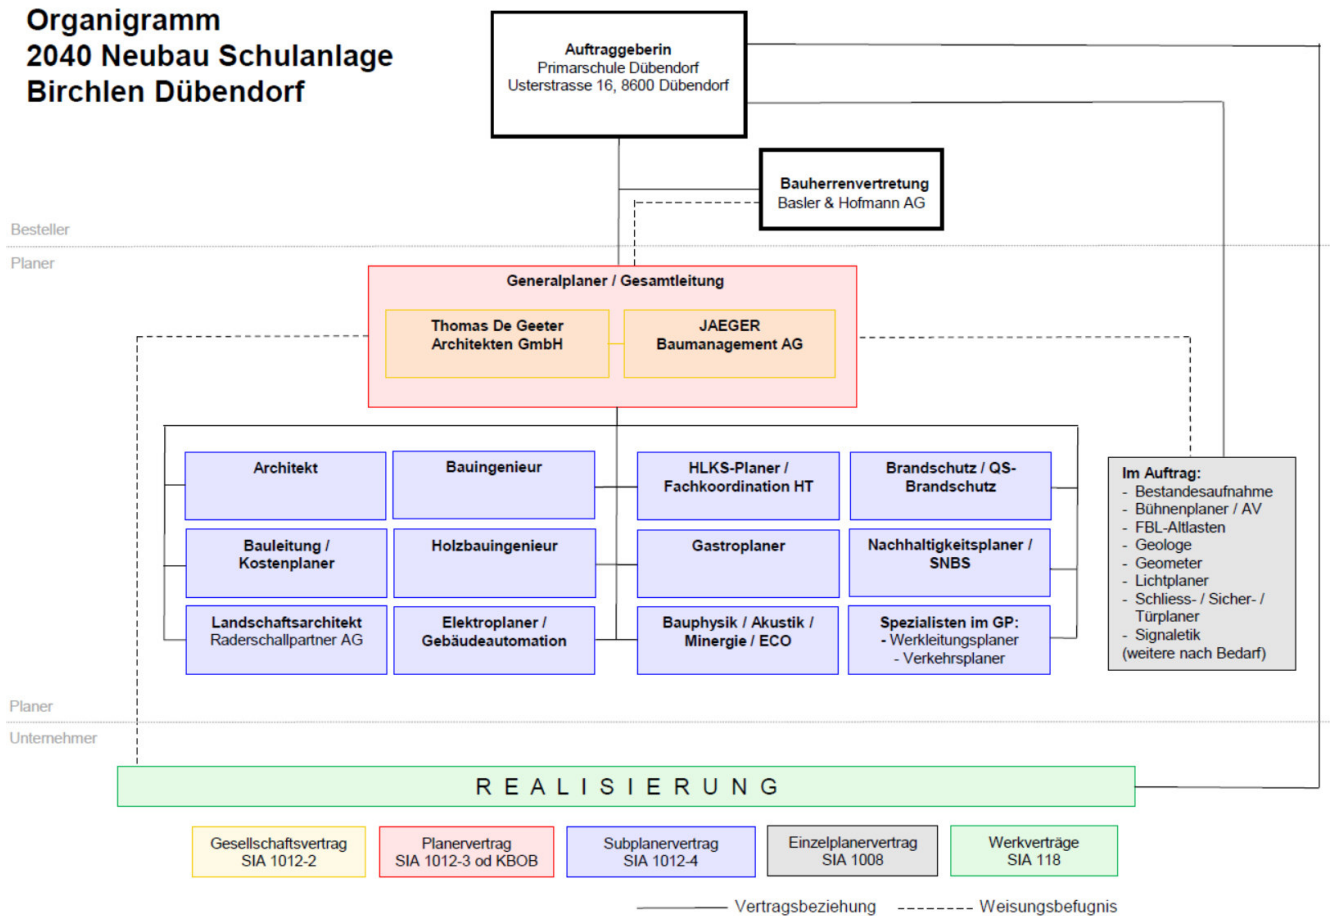 Organigramm
2040 Neubau Schulanlage
Birchlen Dübendorf
Auftraggeberin
Primarschule Dübendorf
Usterstrasse 16, 8600 Dübendorf
Bauherrenvertretung
Basler & Hofmann AG
Besteller
Planer
Generalplaner / Gesamtleitung
Thomas De Geeter
Architekten GmbH
JAEGER
Baumanagement AG
Architekt
Bauingenieur
HLKS-Planer /
Fachkoordination HT
Brandschutz / QS-
Brandschutz
Bauleitung /
Kostenplaner
Holzbauingenieur
Gastroplaner
Nachhaltigkeitsplaner /
SNBS
Landschaftsarchitekt
Raderschallpartner AG
Elektroplaner /
Gebäudeautomation
Bauphysik / Akustik /
Minergie / ECO
Spezialisten im GP:
- Werkleitungsplaner
- Verkehrsplaner
Im Auftrag:
- Bestandesaufnahme
- Bühnenplaner / AV
- FBL-Altlasten
- Geologe
- Geometer
- Lichtplaner
- Schliess- / Sicher- /
Türplaner
- Signaletik
(weitere nach Bedarf)
Planer
Unternehmer
REALISIERUNG
Gesellschaftsvertrag
SIA 1012-2
Planervertrag
SIA 1012-3 od KBOB
Subplanervertrag
SIA 1012-4
Einzelplanervertrag
SIA 1008
Werkverträge
SIA 118
Vertragsbeziehung
Weisungsbefugnis